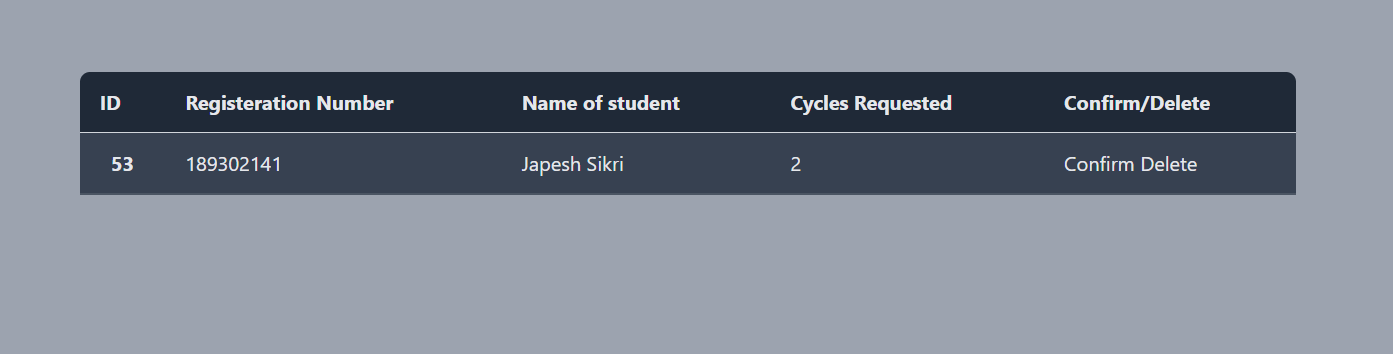 ID Registeration Number Name of student Cycles Requested Confirm/Delete
53 189302141 Japesh Sikri 2 Confirm Delete